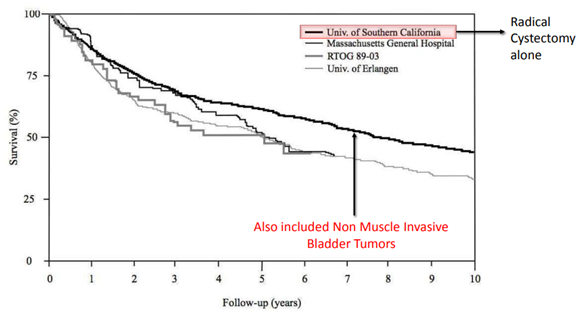 100
75
50
25
0
Survival (%)
Univ. of Southern California
Massachusetts General Hospital
RTOG 89-03
Univ. of Erlangen
Radical
Cystectomy
alone
Also included Non Muscle Invasive
Bladder Tumors
0 1 2 3 4 5 6 7 8 9 10
Follow-up (years)